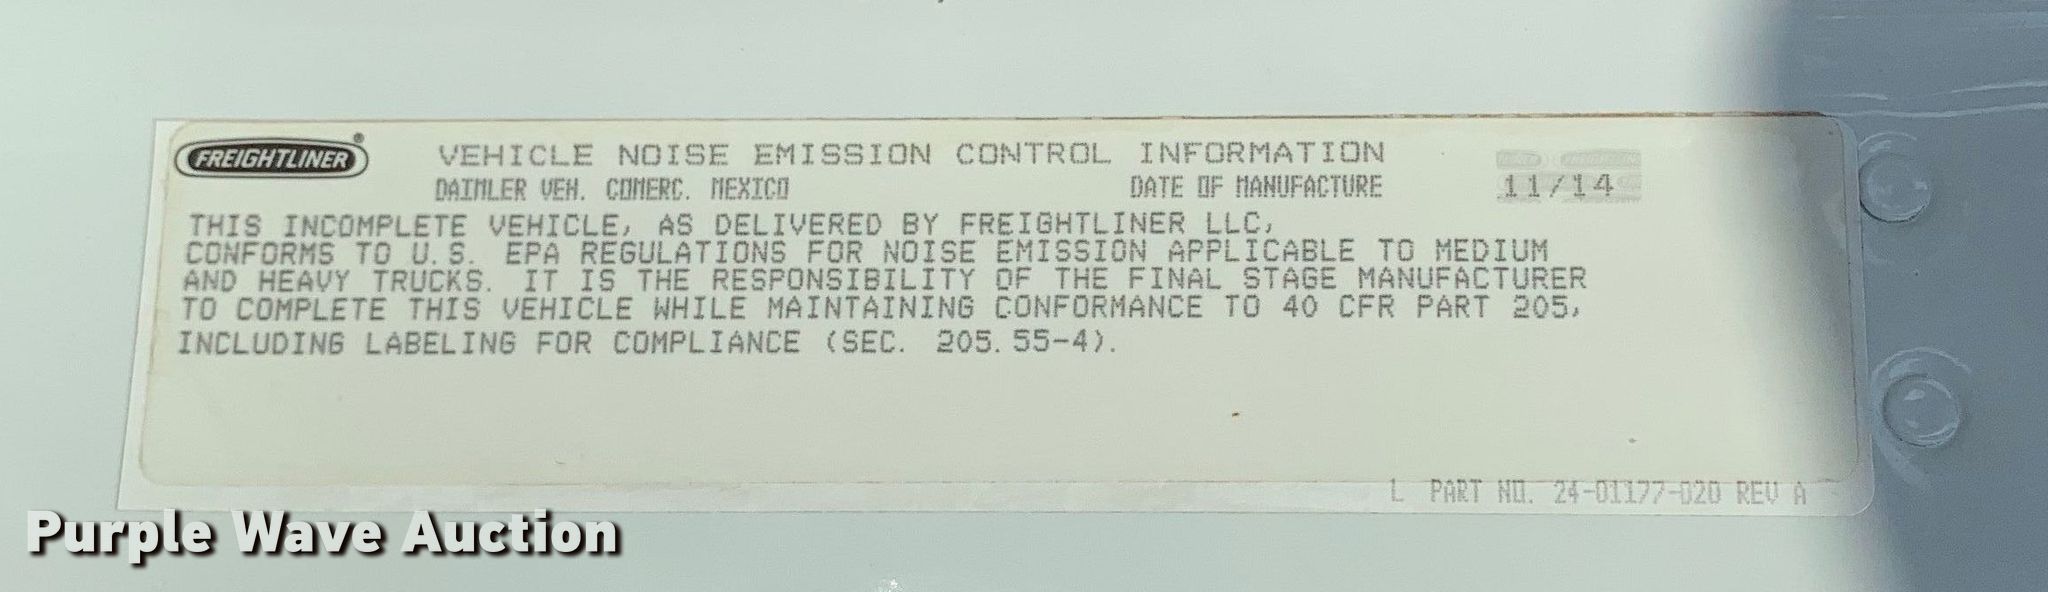 FREIGHTLINER® VEHICLE NOISE EMISSION CONTROL INFORMATION
DAIMLER VEH. COMERC. MEXICO DATE OF MANUFACTURE 11/14
THIS INCOMPLETE VEHICLE, AS DELIVERED BY FREIGHTLINER LLC,
CONFORMS TO U.S. EPA REGULATIONS FOR NOISE EMISSION APPLICABLE TO MEDIUM
AND HEAVY TRUCKS. IT IS THE RESPONSIBILITY OF THE FINAL STAGE MANUFACTURER
TO COMPLETE THIS VEHICLE WHILE MAINTAINING CONFORMANCE TO 40 CFR PART 205,
INCLUDING LABELING FOR COMPLIANCE (SEC. 205.55-4).
L PART NO. 24-01177-020 REV A
Purple Wave Auction